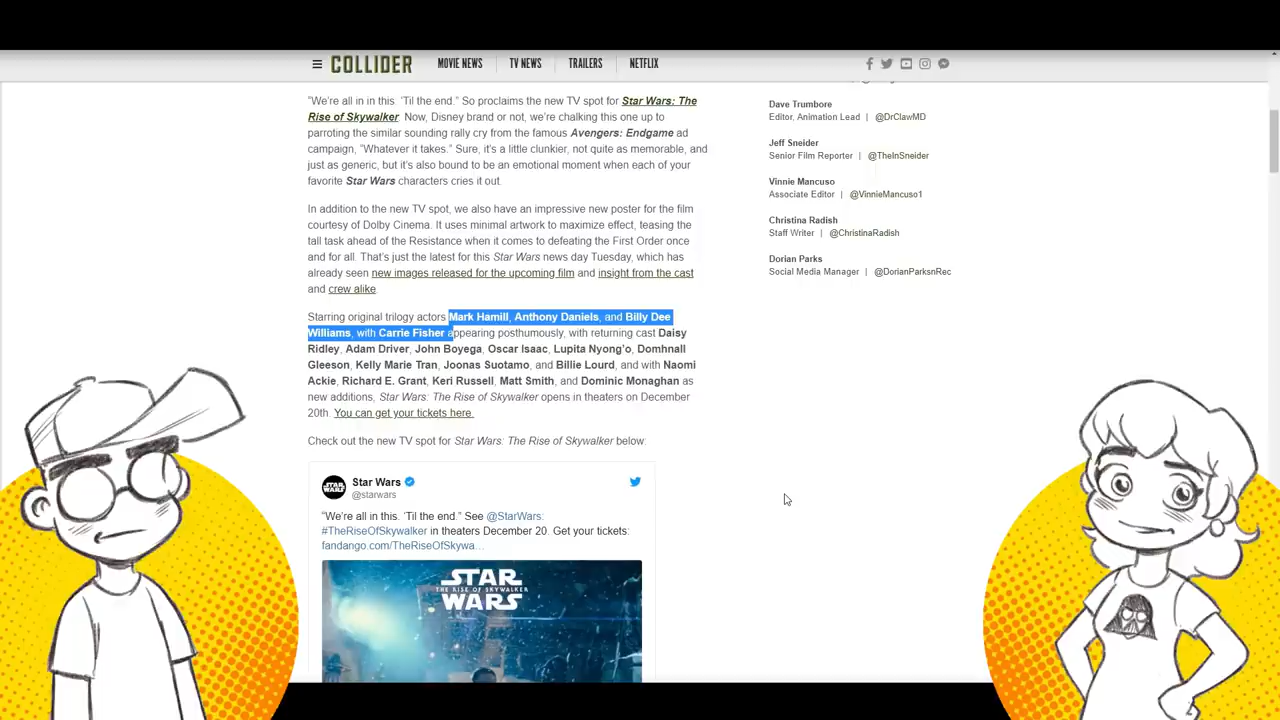 COLLIDER
MOVIE NEWS
TV NEWS
TRAILERS
NETFLIX
"We're all in in this 'Til the end." So proclaims the new TV spot for Star Wars: The
Rise of Skywalker. Now, Disney brand or not, we're chalking this one up to
parroting the similar sounding rally cry from the famous Avengers: Endgame ad
campaign, "Whatever it takes." Sure, it's a little clunkier, not quite as memorable, and
just as generic, but it's also bound to be an emotional moment when each of your
favorite Star Wars characters cries it out.
In addition to the new TV spot, we also have an impressive new poster for the film
courtesy of Dolby Cinema. It uses minimal artwork to maximize effect, teasing the
tall task ahead of the Resistance when it comes to defeating the First Order once
and for all. That's just the latest for this Star Wars news day Tuesday, which has
already seen new images released for the upcoming film and insight from the cast
and crew alike.
Starring original trilogy actors Mark Hamill, Anthony Daniels, and Billy Dee
Williams, with Carrie Fisher appearing posthumously, with returning cast Daisy
Ridley, Adam Driver, John Boyega, Oscar Isaac, Lupita Nyong'o, Domhnall
Gleeson, Kelly Marie Tran, Joonas Suotamo, and Billie Lourd, and with Naomi
Ackie, Richard E. Grant, Keri Russell, Matt Smith, and Dominic Monaghan as
new additions, Star Wars: The Rise of Skywalker opens in theaters on December
20th. You can get your tickets here.
Check out the new TV spot for Star Wars: The Rise of Skywalker below:
STAR
WARS
Star Wars
@starwars
"We're all in this. 'Til the end." See @StarWars:
#TheRiseOfSkywalker in theaters December 20. Get your tickets:
fandango.com/TheRiseOfSkywa…
STAR
THE RISE OF SKYWALKER
WARS
Dave Trumbore
Editor, Animation Lead | @DrClawMD
Jeff Sneider
Senior Film Reporter | @TheInSneider
Vinnie Mancuso
Associate Editor | @VinnieMancuso1
Christina Radish
Staff Writer | @ChristinaRadish
Dorian Parks
Social Media Manager | @DorianParksnRec